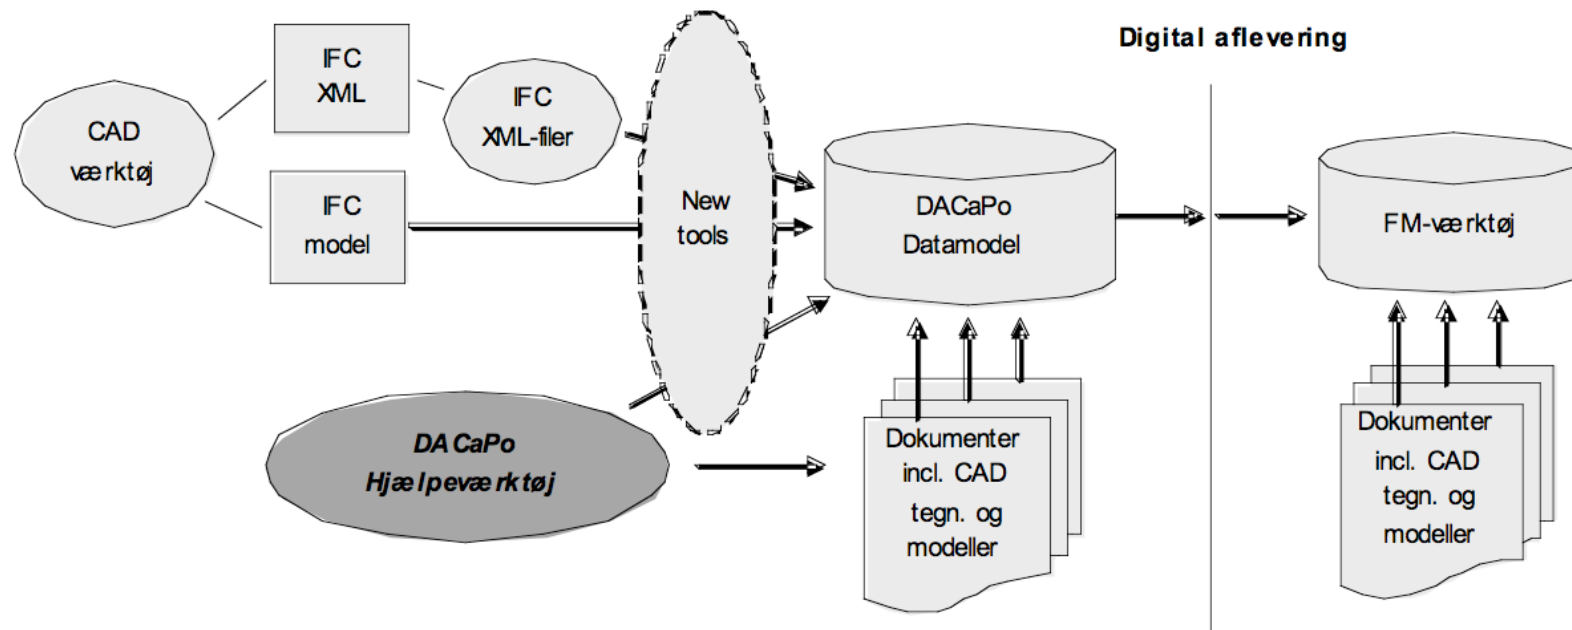 Digital aflevering
IFC
XML
IFC
XML-filer
CAD
værktøj
IFC
model
New
tools
DACaPo
Datamodel
FM-værktøj
DACaPo
Hjælpeværktøj
Dokumenter
incl. CAD
tegn. og
modeller
Dokumenter
incl. CAD
tegn. og
modeller